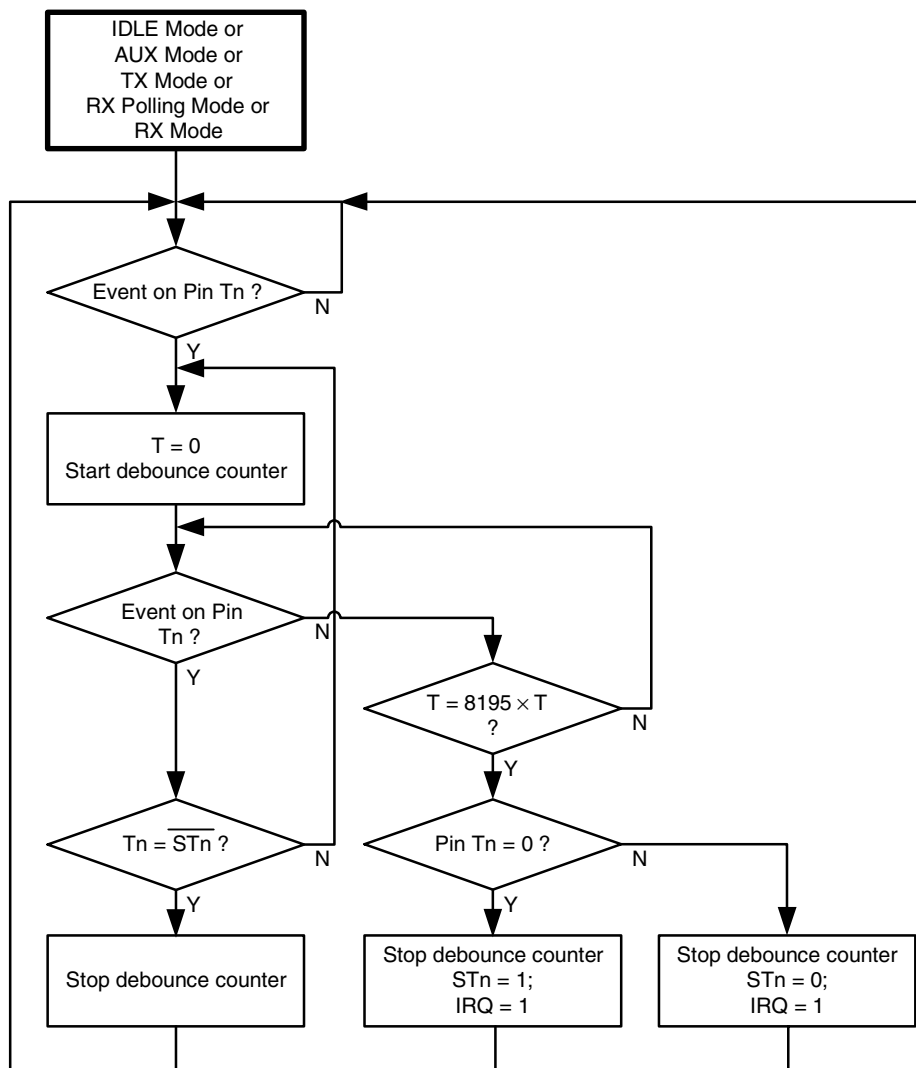 IDLE Mode or
AUX Mode or
TX Mode or
RX Polling Mode or
RX Mode
Event on Pin Tn ?
N
Y
T = 0
Start debounce counter
Event on Pin
Tn ?
N
Y
T = 8195 × T
?
N
Y
Tn = S̅T̅n̅ ?
N
Y
Pin Tn = 0 ?
N
Y
Stop debounce counter
Stop debounce counter
STn = 1;
IRQ = 1
Stop debounce counter
STn = 0;
IRQ = 1